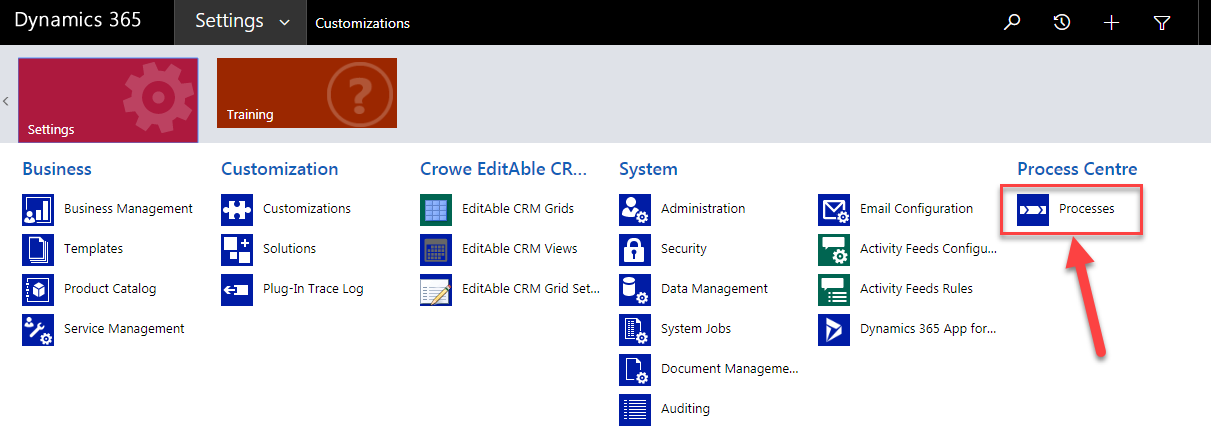 Dynamics 365
Settings
Customizations
Settings
Training
?
Business
Business Management
Templates
Product Catalog
Service Management
Customization
Customizations
Solutions
Plug-In Trace Log
Crowe EditAble CR...
EditAble CRM Grids
EditAble CRM Views
EditAble CRM Grid Set...
System
Administration
Security
Data Management
System Jobs
Document Manageme...
Auditing
Email Configuration
Activity Feeds Configu...
Activity Feeds Rules
Dynamics 365 App for...
Process Centre
Processes